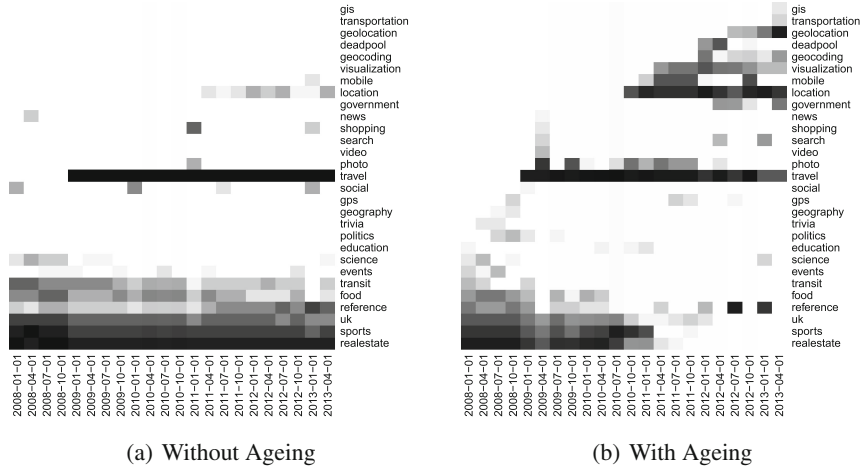 gis
transportation
geolocation
deadpool
geocoding
visualization
mobile
location
government
news
shopping
search
video
photo
travel
social
gps
geography
trivia
politics
education
science
events
transit
food
reference
uk
sports
realestate
2008-01-01
2008-04-01
2008-07-01
2008-10-01
2009-01-01
2009-04-01
2009-07-01
2009-10-01
2010-01-01
2010-04-01
2010-07-01
2010-10-01
2011-01-01
2011-04-01
2011-07-01
2011-10-01
2012-01-01
2012-04-01
2012-07-01
2012-10-01
2013-01-01
2013-04-01
(a) Without Ageing
gis
transportation
geolocation
deadpool
geocoding
visualization
mobile
location
government
news
shopping
search
video
photo
travel
social
gps
geography
trivia
politics
education
science
events
transit
food
reference
uk
sports
realestate
2008-01-01
2008-04-01
2008-07-01
2008-10-01
2009-01-01
2009-04-01
2009-07-01
2009-10-01
2010-01-01
2010-04-01
2010-07-01
2010-10-01
2011-01-01
2011-04-01
2011-07-01
2011-10-01
2012-01-01
2012-04-01
2012-07-01
2012-10-01
2013-01-01
2013-04-01
(b) With Ageing